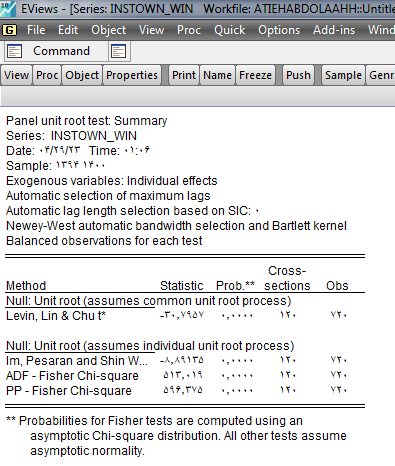 EViews - [Series: INSTOWN_WIN Workfile: ATIEHABDOLAAHH::Untitle
File Edit Object View Proc Quick Options Add-ins Wind
Command
View Proc Object Properties Print Name Freeze Push Sample Genr
Panel unit root test: Summary
Series: INSTOWN_WIN
Date: ۰۴/۲۹/۲۳ Time: ۰۱:۰۶
Sample: ۱۳۹۴ ۱۴۰۰
Exogenous variables: Individual effects
Automatic selection of maximum lags
Automatic lag length selection based on SIC: ۰
Newey-West automatic bandwidth selection and Bartlett kernel
Balanced observations for each test
Cross-
Method Statistic Prob.** sections Obs
Null: Unit root (assumes common unit root process)
Levin, Lin & Chu t* -۳۰,۷۹۵۷ ۰,۰۰۰۰ ۱۲۰ ۷۲۰
Null: Unit root (assumes individual unit root process)
Im, Pesaran and Shin W... -۸,۸۹۱۳۵ ۰,۰۰۰۰ ۱۲۰ ۷۲۰
ADF - Fisher Chi-square ۵۱۳,۰۱۹ ۰,۰۰۰۰ ۱۲۰ ۷۲۰
PP - Fisher Chi-square ۵۹۶,۳۷۵ ۰,۰۰۰۰ ۱۲۰ ۷۲۰
** Probabilities for Fisher tests are computed using an
asymptotic Chi-square distribution. All other tests assume
asymptotic normality.